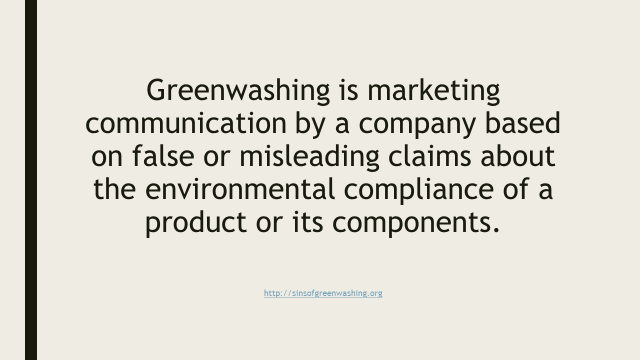 Greenwashing is marketing
communication by a company based
on false or misleading claims about
the environmental compliance of a
product or its components.
http://sinsofgreenwashing.org